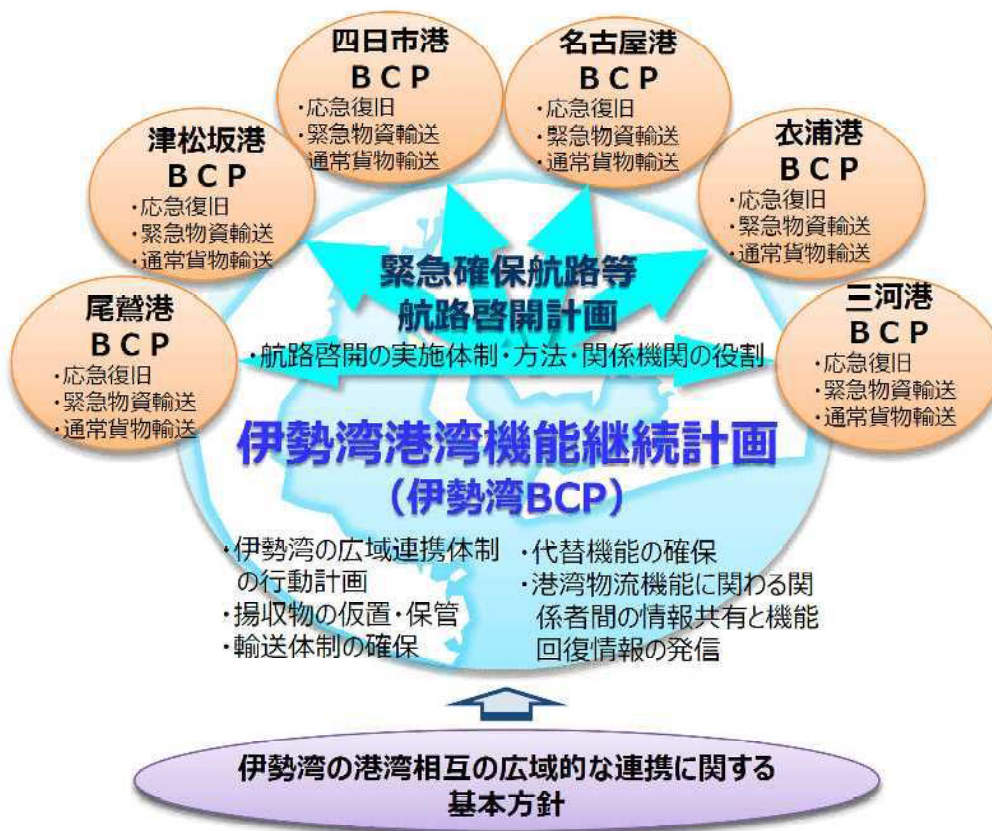 四日市港
BCP
・応急復旧
・緊急物資輸送
・通常貨物輸送
名古屋港
BCP
・応急復旧
・緊急物資輸送
・通常貨物輸送
津松坂港
BCP
・応急復旧
・緊急物資輸送
・通常貨物輸送
衣浦港
BCP
・応急復旧
・緊急物資輸送
・通常貨物輸送
尾鷲港
BCP
・応急復旧
・緊急物資輸送
・通常貨物輸送
三河港
BCP
・応急復旧
・緊急物資輸送
・通常貨物輸送
緊急確保航路等
航路啓開計画
・航路啓開の実施体制・方法・関係機関の役割
伊勢湾港湾機能継続計画
（伊勢湾BCP）
・伊勢湾の広域連携体制
の行動計画
・揚収物の仮置・保管
・輸送体制の確保
・代替機能の確保
・港湾物流機能に関わる関
係者間の情報共有と機能
回復情報の発信
伊勢湾の港湾相互の広域的な連携に関する
基本方針